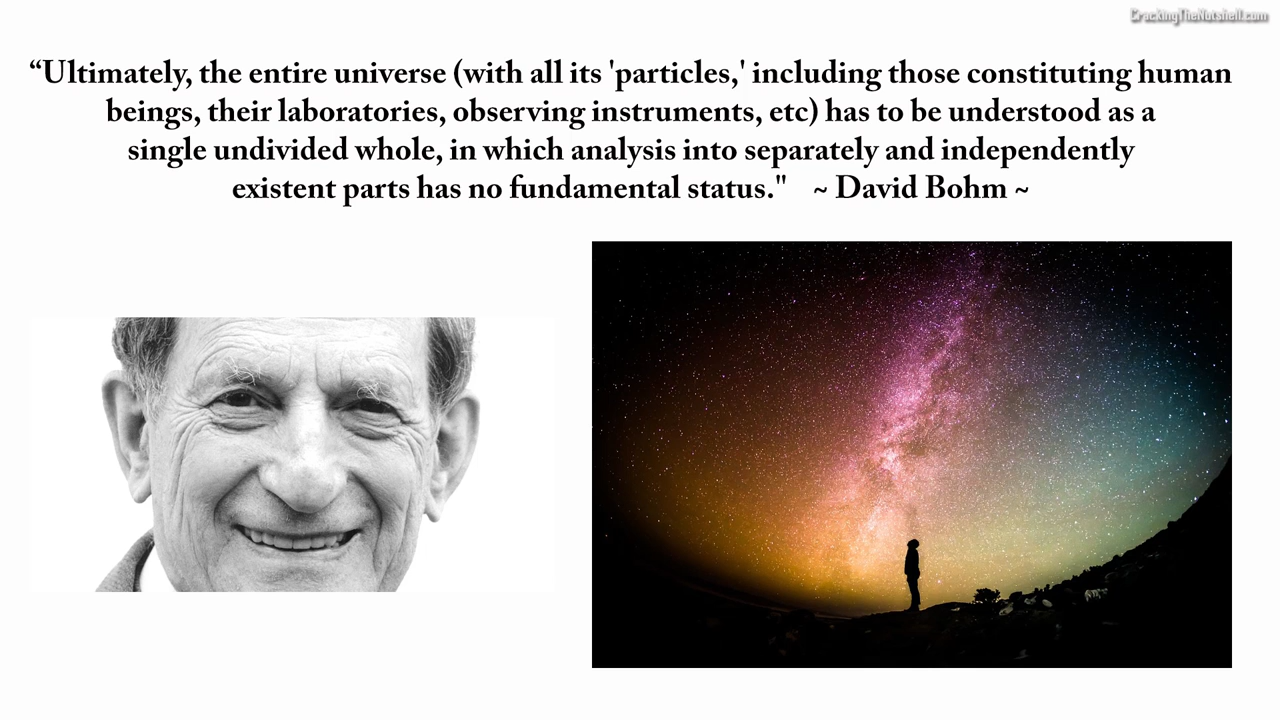 CrackingTheNutshell.com
“Ultimately, the entire universe (with all its 'particles,' including those constituting human
beings, their laboratories, observing instruments, etc) has to be understood as a
single undivided whole, in which analysis into separately and independently
existent parts has no fundamental status." ~ David Bohm ~